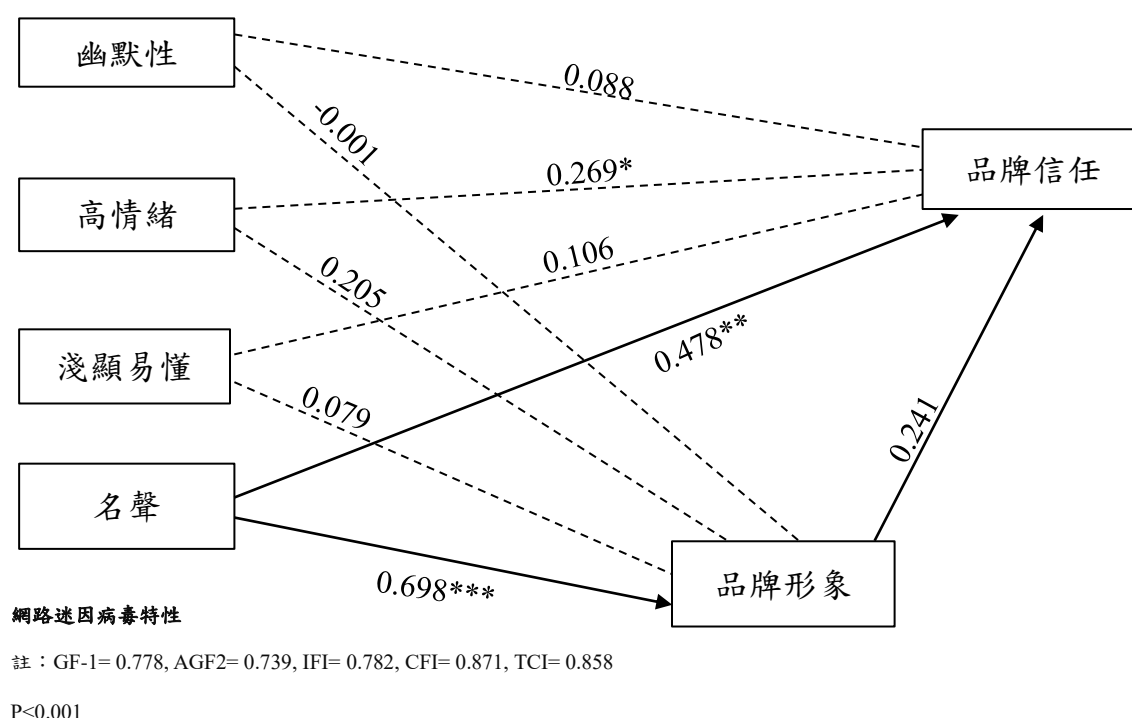 幽默性
0.088
-0.001
品牌信任
0.269*
高情緒
0.106
0.205
0.478**
淺顯易懂
0.079
0.241
名聲
品牌形象
0.698***
網路迷因病毒特性
註：GF-1= 0.778, AGF2= 0.739, IFI= 0.782, CFI= 0.871, TCI= 0.858
P<0.001